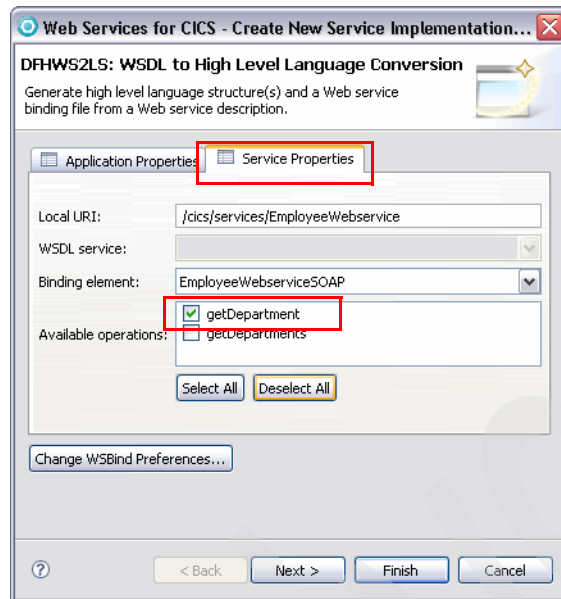 Web Services for CICS - Create New Service Implementation...
DFHWS2LS: WSDL to High Level Language Conversion
Generate high level language structure(s) and a Web service
binding file from a Web service description.
Application Properties
Service Properties
Local URI:
/cics/services/EmployeeWebservice
WSDL service:
Binding element:
EmployeeWebserviceSOAP
Available operations:
getDepartment
getDepartments
Select All
Deselect All
Change WSBind Preferences...
?
< Back
Next >
Finish
Cancel